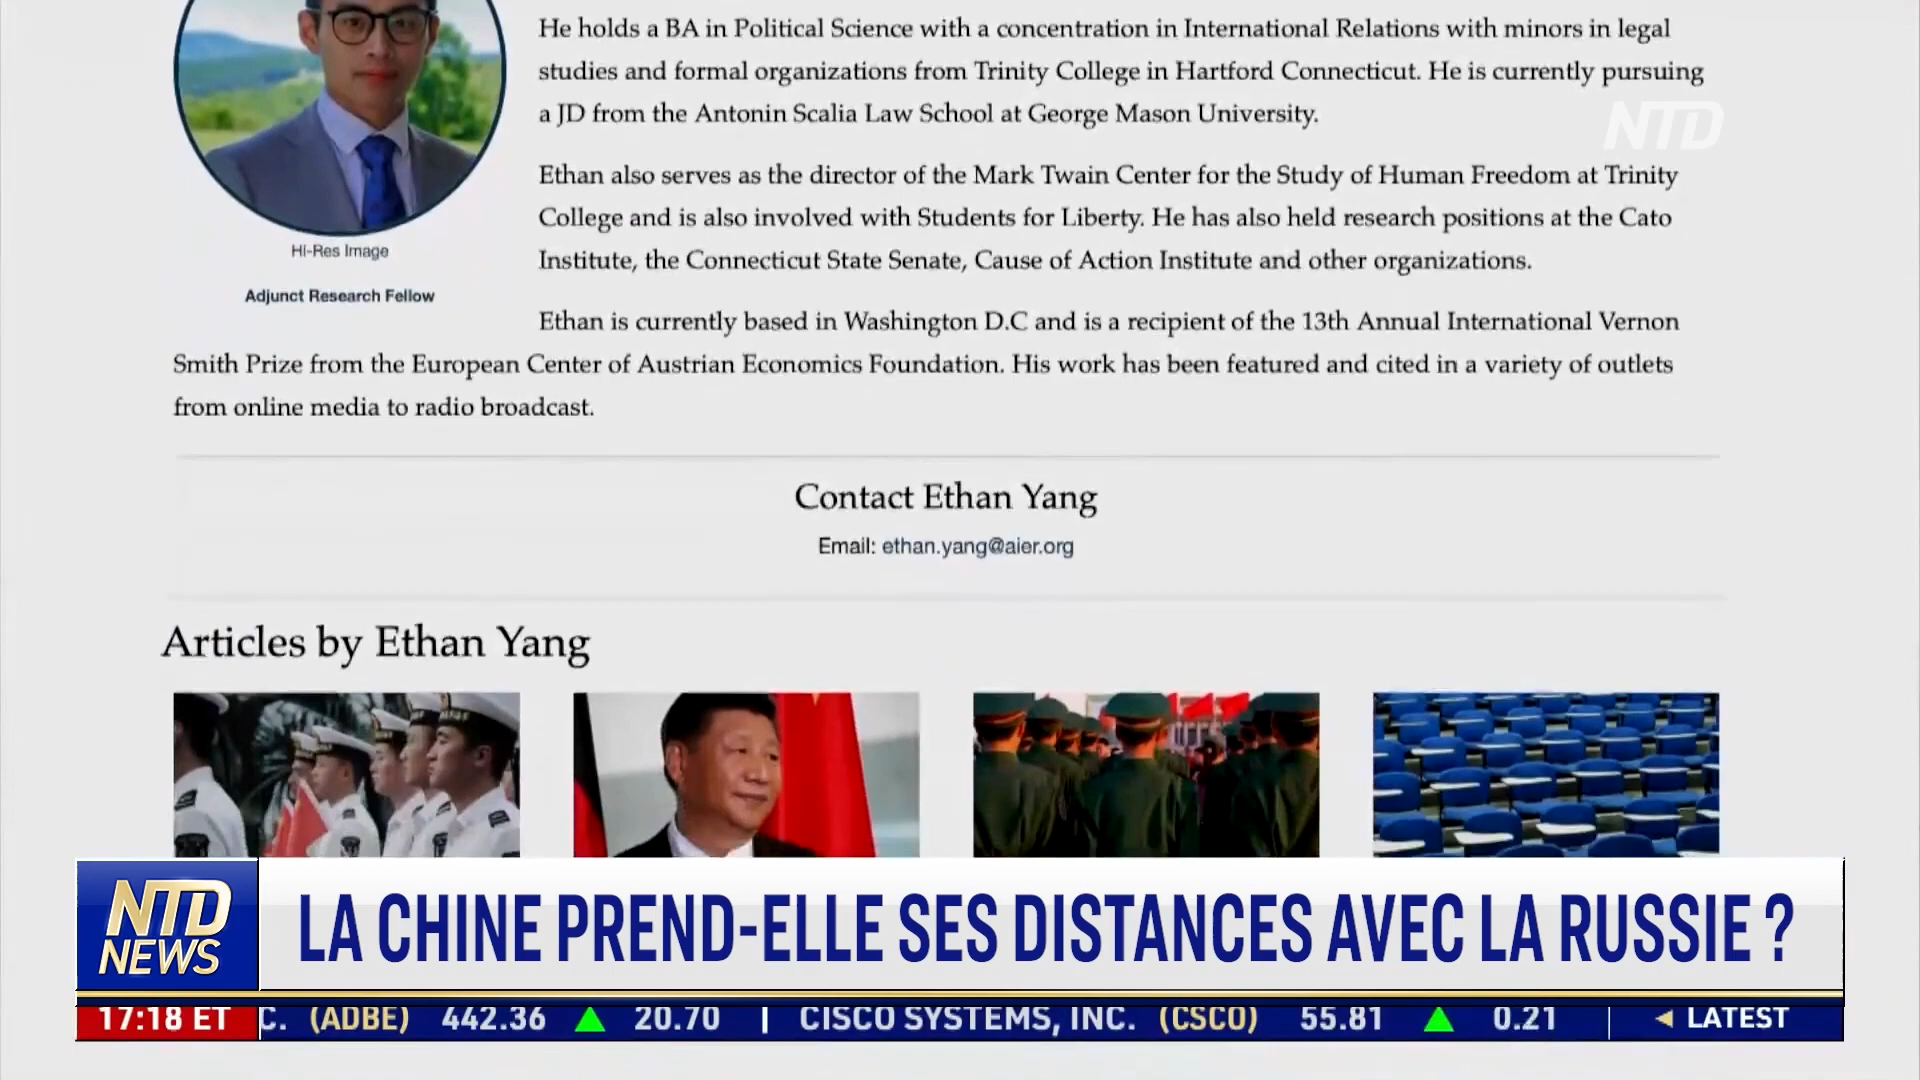 He holds a BA in Political Science with a concentration in International Relations with minors in legal
studies and formal organizations from Trinity College in Hartford Connecticut. He is currently pursuing
a JD from the Antonin Scalia Law School at George Mason University.
NTD
Ethan also serves as the director of the Mark Twain Center for the Study of Human Freedom at Trinity
College and is also involved with Students for Liberty. He has also held research positions at the Cato
Institute, the Connecticut State Senate, Cause of Action Institute and other organizations.
Hi-Res Image
Adjunct Research Fellow
Ethan is currently based in Washington D.C and is a recipient of the 13th Annual International Vernon
Smith Prize from the European Center of Austrian Economics Foundation. His work has been featured and cited in a variety of outlets
from online media to radio broadcast.
Contact Ethan Yang
Email: ethan.yang@aier.org
Articles by Ethan Yang
NTD
NEWS
LA CHINE PREND-ELLE SES DISTANCES AVEC LA RUSSIE ?
17:18 ET C. (ADBE) 442.36 ▲ 20.70 | CISCO SYSTEMS, INC. (CSCO) 55.81 ▲ 0.21 | ◄ LATEST